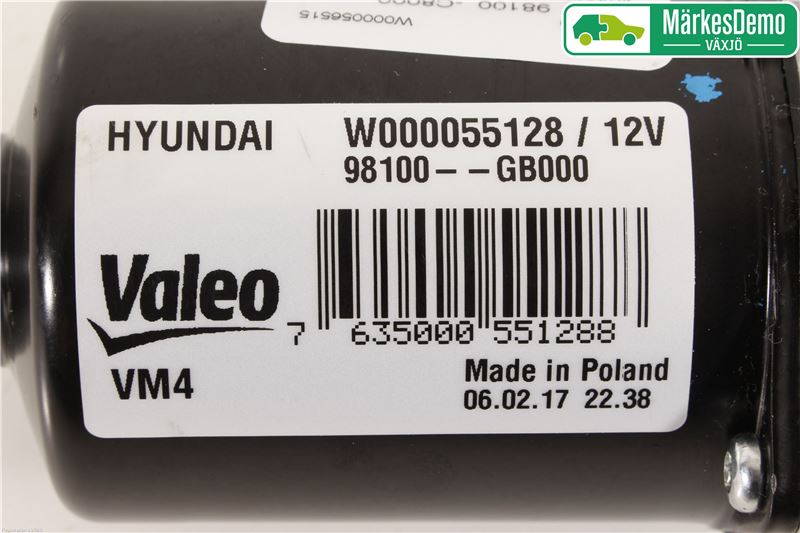 W000056515
98100
MärkesDemo
VÄXJÖ
HYUNDAI
W000055128 / 12V
98100--GB000
Valeo
7 635000 551288
VM4
Made in Poland
06.02.17 22.38